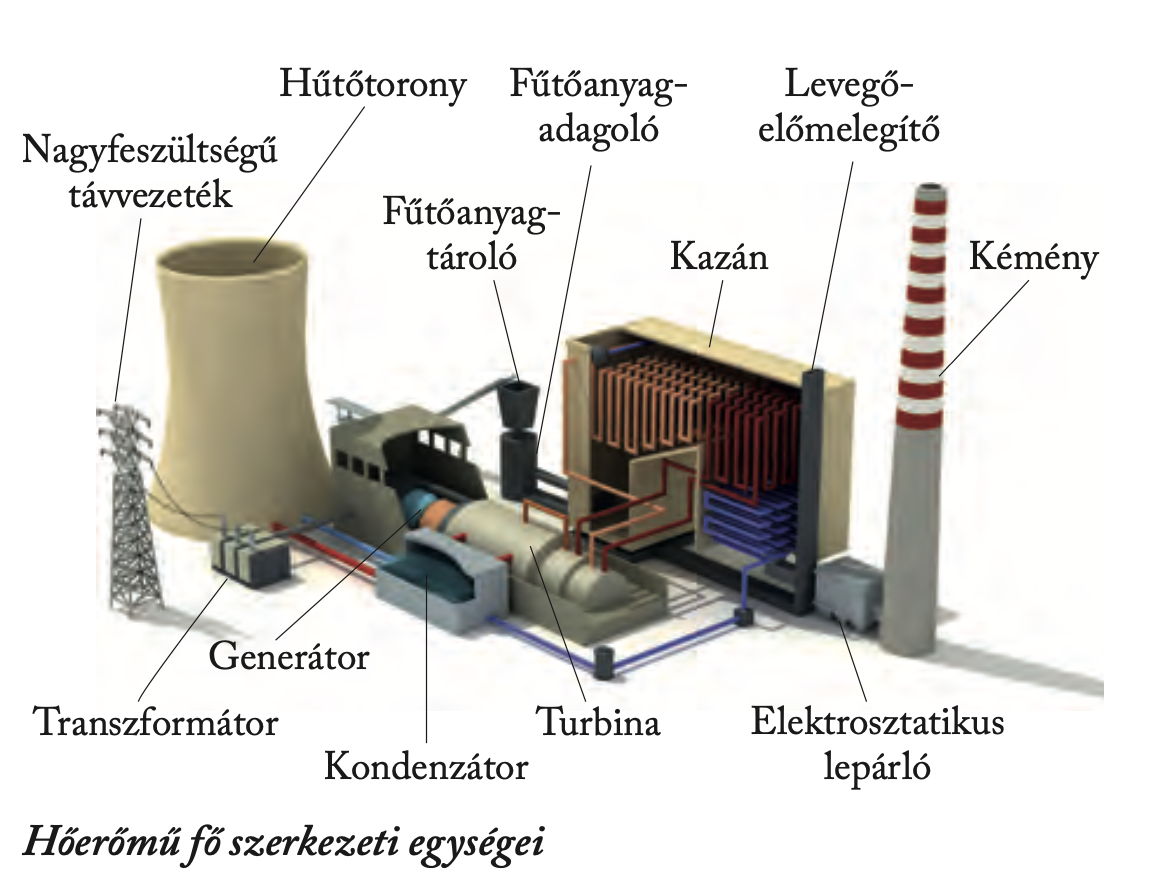 Hűtőtorony
Fűtőanyag-
adagoló
Levegő-
előmelegítő
Nagyfeszültségű
távvezeték
Fűtőanyag-
tároló
Kazán
Kémény
Generátor
Transzformátor
Kondenzátor
Turbina
Elektrosztatikus
lepárló
Hőerőmű fő szerkezeti egységei